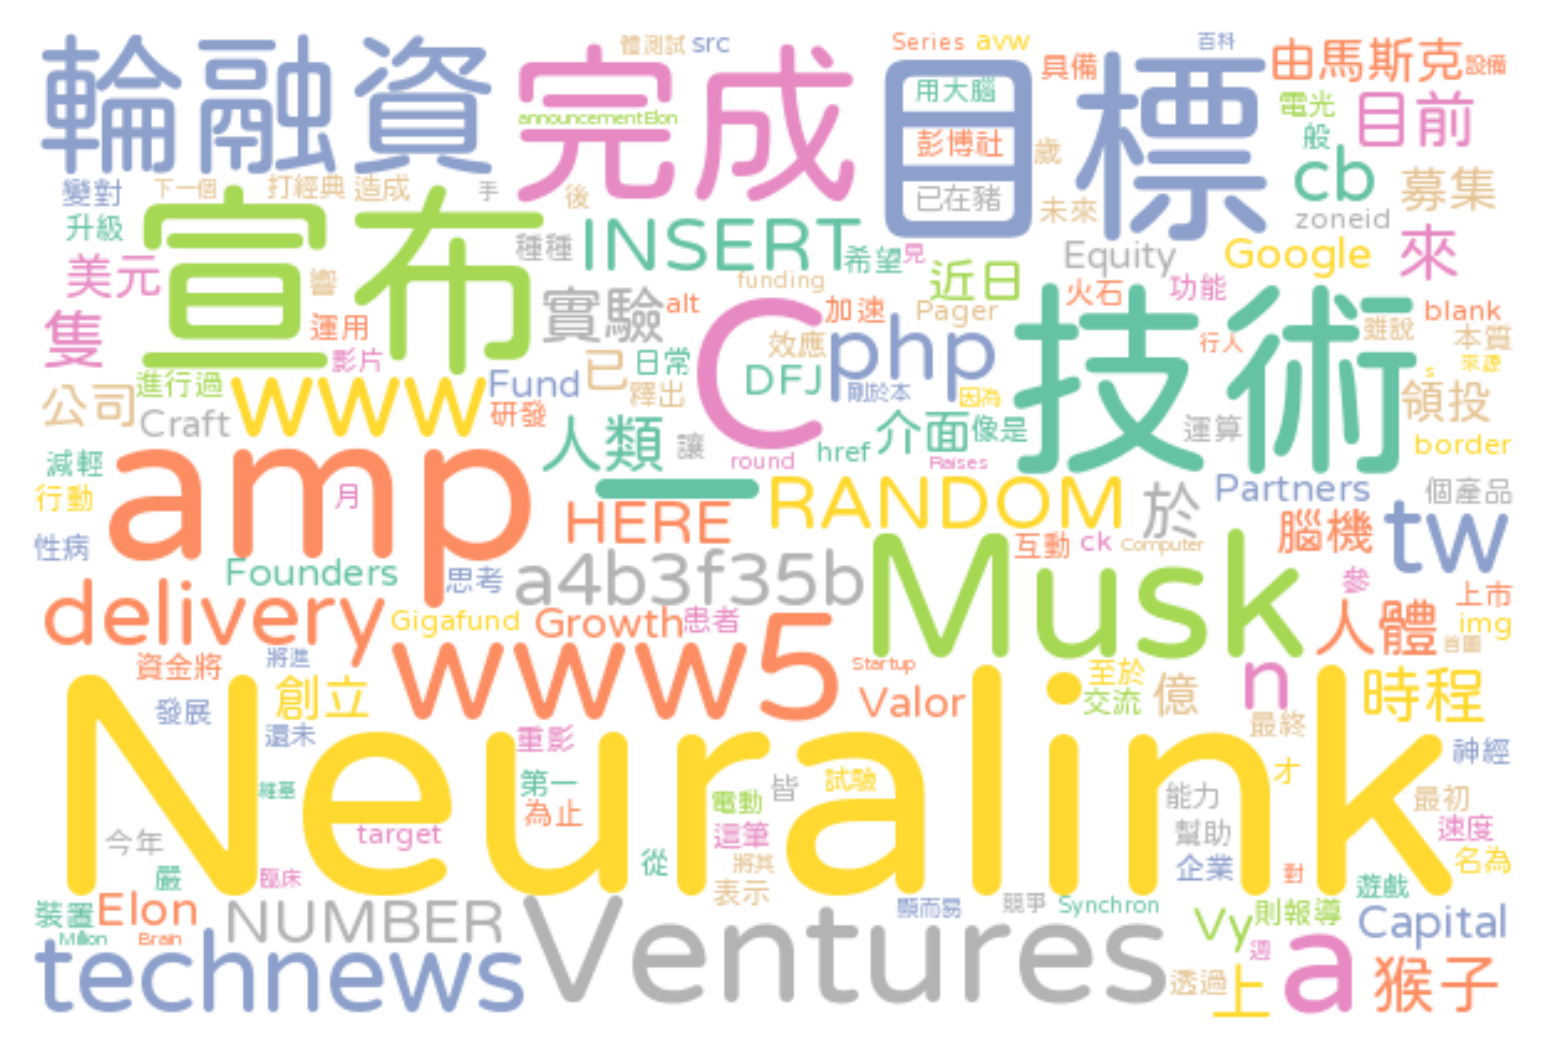 輪融資
完成
目標
體測試
src
Series
avw
百科
具備
由馬斯克
設備
用大腦
announcementElon
彭博社
已在豬
歲
未來
電光
般
目前
cb
募集
zoneid
變對
下一個
打經典
造成
手
後
升級
宣布
種種
INSERT
希望
見
Equity
Google
來
美元
響
實驗
funding
alt
近日
火石
功能
隻
運用
影片
C
加速
Pager
php
效應
DFJ
技術
行人
blank
雖說
本質
來源
s
公司
進行過
www
Fund
已
日常
釋出
剛於本
因為
領投
Craft
研發
人類
讓
介面
像是
運算
href
round
Raises
border
減輕
amp
月
一
RANDOM
於
Partners
個產品
行動
HERE
互動
ck
Computer
腦機
tw
性病
Founders
思考
a4b3f35b
Musk
參
上市
delivery
Gigafund
Growth
患者
人體
img
首圖
資金將
將進
www5
Startup
Valor
至於
交流
億
n
時程
創立
發展
還未
重影
最終
神經
Neuralink
維基
第一
為止
電動
皆
試驗
才
能力
最初
今年
target
這筆
幫助
速度
嚴
臨床
從
將其
表示
企業
對
名為
遊戲
裝置
Elon
NUMBER
Ventures
顯而易
競爭
Synchron
Vy
則報導
Capital
Million
Brain
technews
週
透過
上
a
猴子